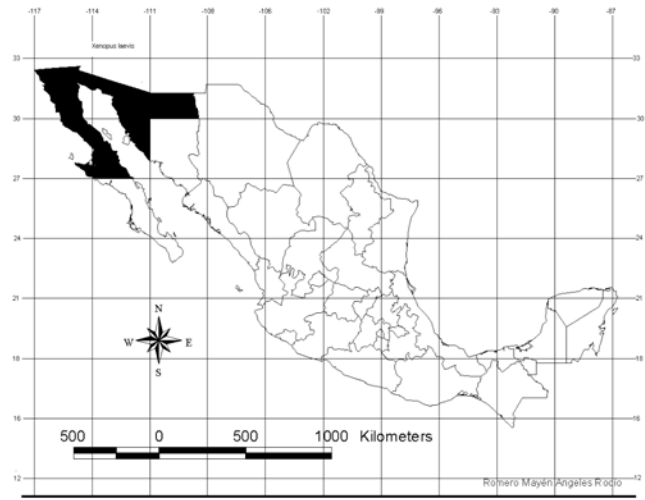 -117 -114 -111 -108 -106 -102 -99 -96 -93 -90 -87
Xenopus laevis
33 33
30 30
27 27
24 24
21 21
N
W E
18 18
S
16 16
500 0 500 1000 Kilometers
12 12
Romero Mayén Angeles Rocío